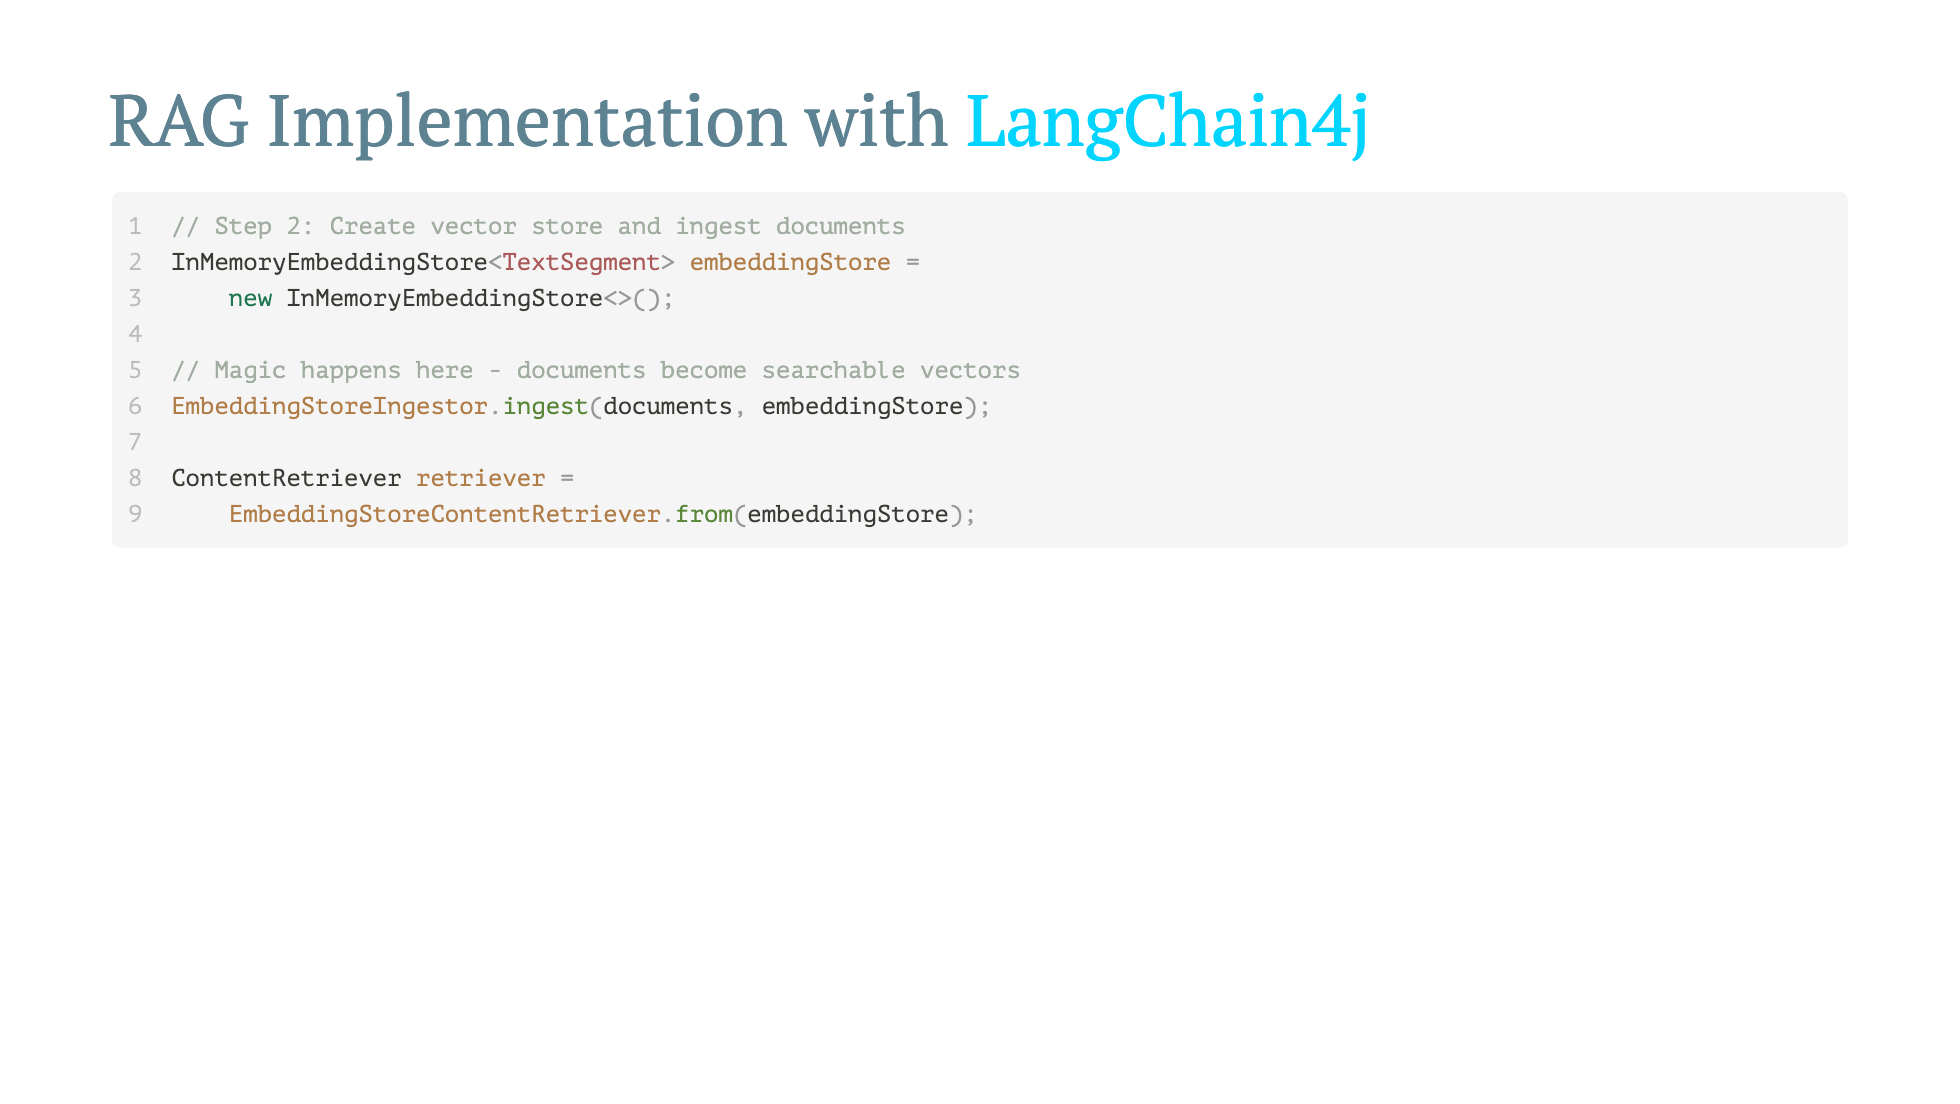 RAG Implementation with LangChain4j
1 // Step 2: Create vector store and ingest documents
2 InMemoryEmbeddingStore<TextSegment> embeddingStore =
3     new InMemoryEmbeddingStore<>();
4
5 // Magic happens here - documents become searchable vectors
6 EmbeddingStoreIngestor.ingest(documents, embeddingStore);
7
8 ContentRetriever retriever =
9     EmbeddingStoreContentRetriever.from(embeddingStore);